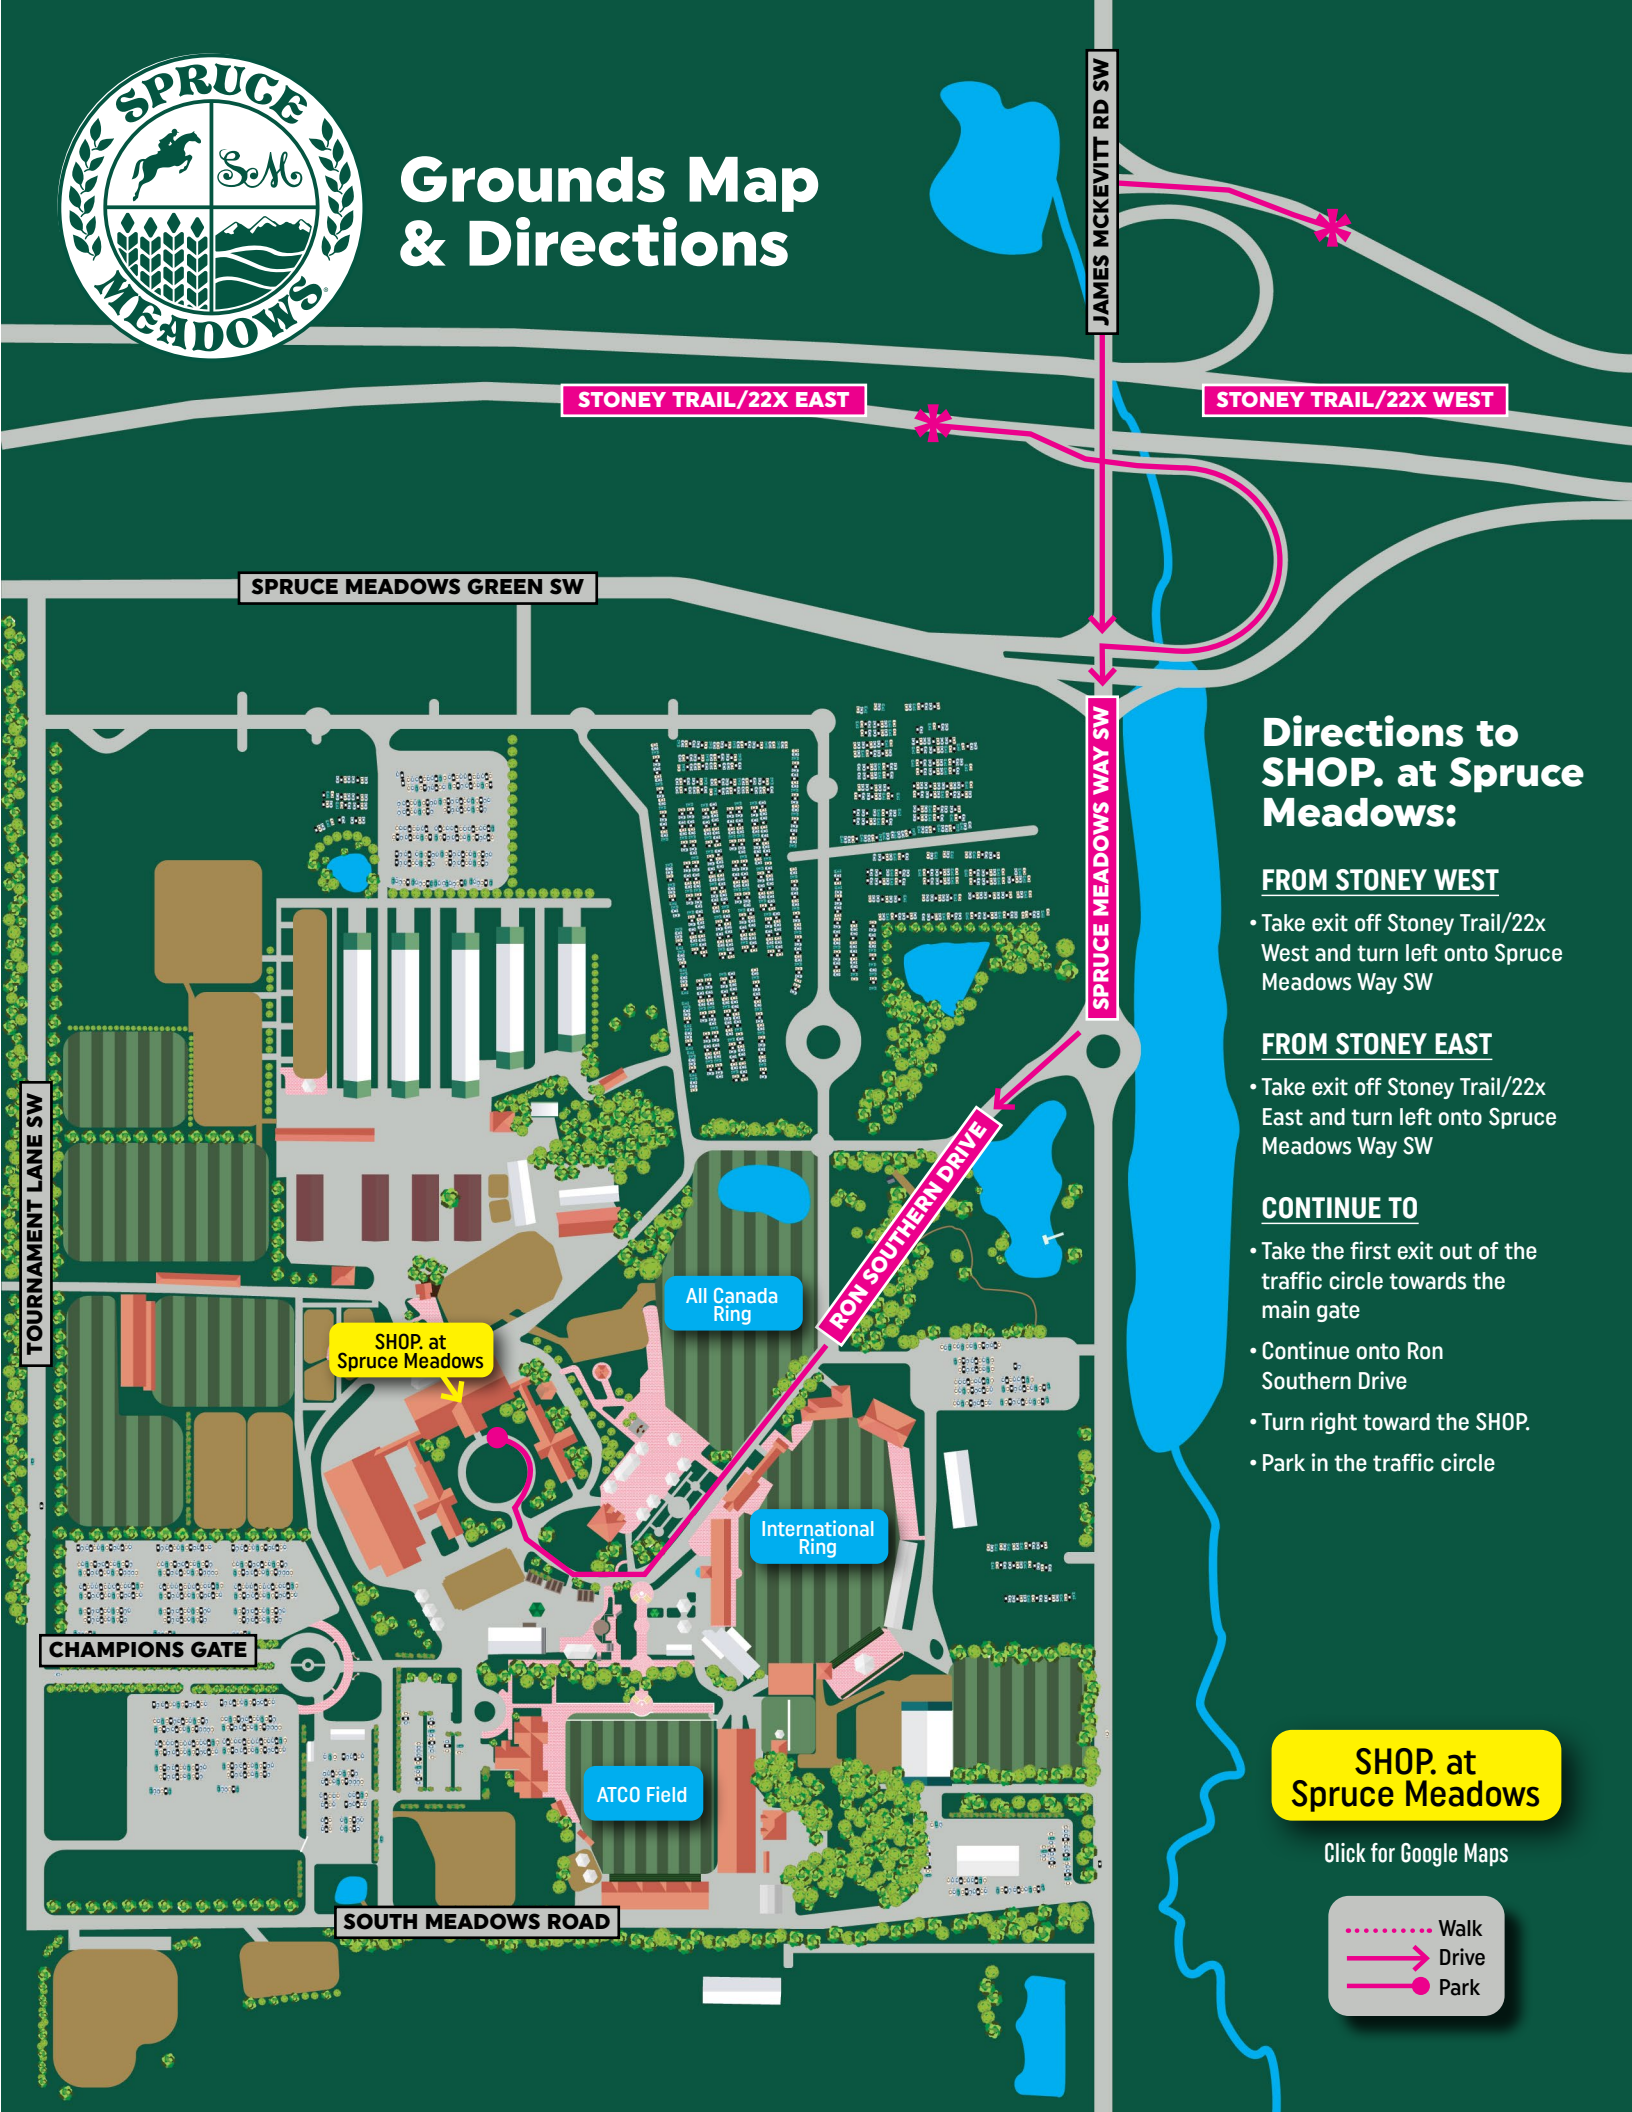 SPRUCE
SM
MEADOWS
Grounds Map
& Directions
JAMES MCKEVITT RD SW
STONEY TRAIL/22X EAST
STONEY TRAIL/22X WEST
SPRUCE MEADOWS GREEN SW
SPRUCE MEADOWS WAY SW
RON SOUTHERN DRIVE
TOURNAMENT LANE SW
All Canada
Ring
SHOP. at
Spruce Meadows
International
Ring
CHAMPIONS GATE
ATCO Field
SOUTH MEADOWS ROAD
Directions to
SHOP. at Spruce
Meadows:
FROM STONEY WEST
• Take exit off Stoney Trail/22x
West and turn left onto Spruce
Meadows Way SW
FROM STONEY EAST
• Take exit off Stoney Trail/22x
East and turn left onto Spruce
Meadows Way SW
CONTINUE TO
• Take the first exit out of the
traffic circle towards the
main gate
• Continue onto Ron
Southern Drive
• Turn right toward the SHOP.
• Park in the traffic circle
SHOP. at
Spruce Meadows
Click for Google Maps
Walk
Drive
Park